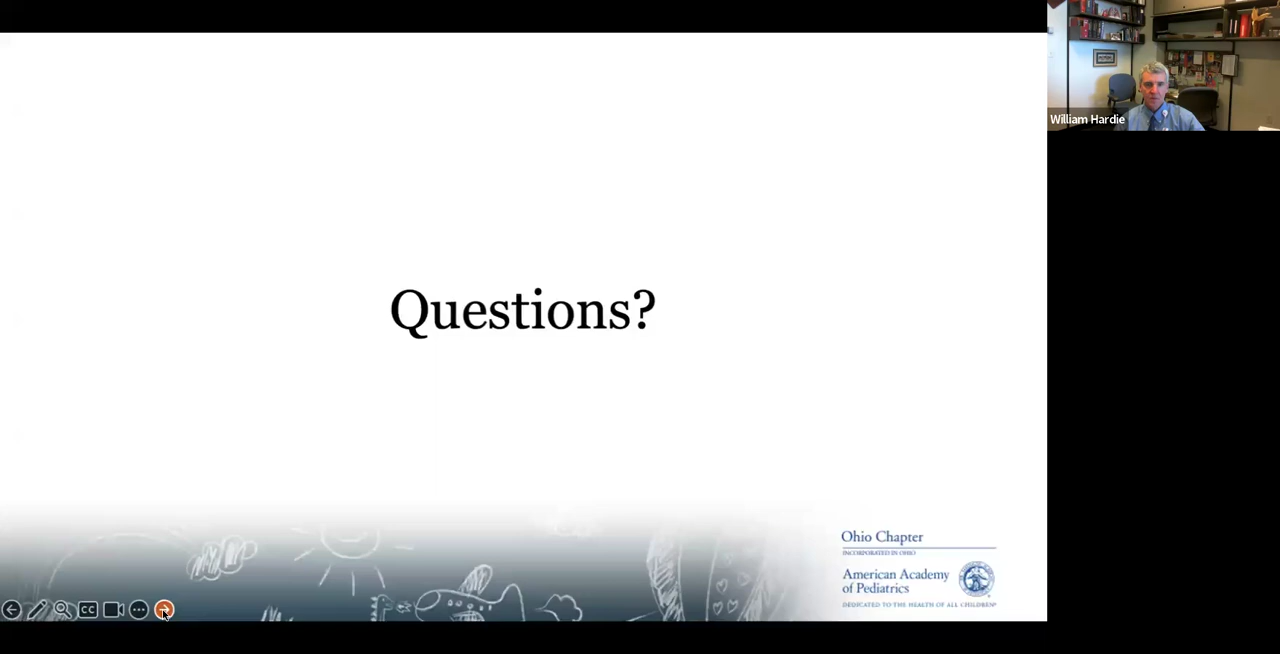 William Hardie
Questions?
Ohio Chapter
INCORPORATED IN OHIO
American Academy
of Pediatrics
DEDICATED TO THE HEALTH OF ALL CHILDREN®
CC